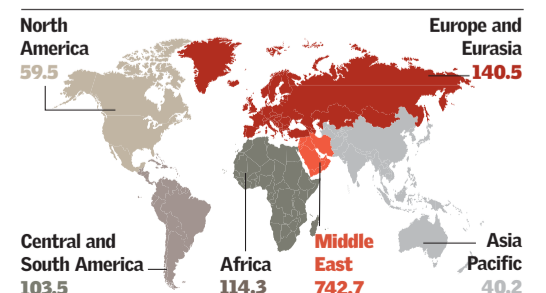 North
America
59.5
Europe and
Eurasia
140.5
Central and
South America
103.5
Africa
114.3
Middle
East
742.7
Asia
Pacific
40.2